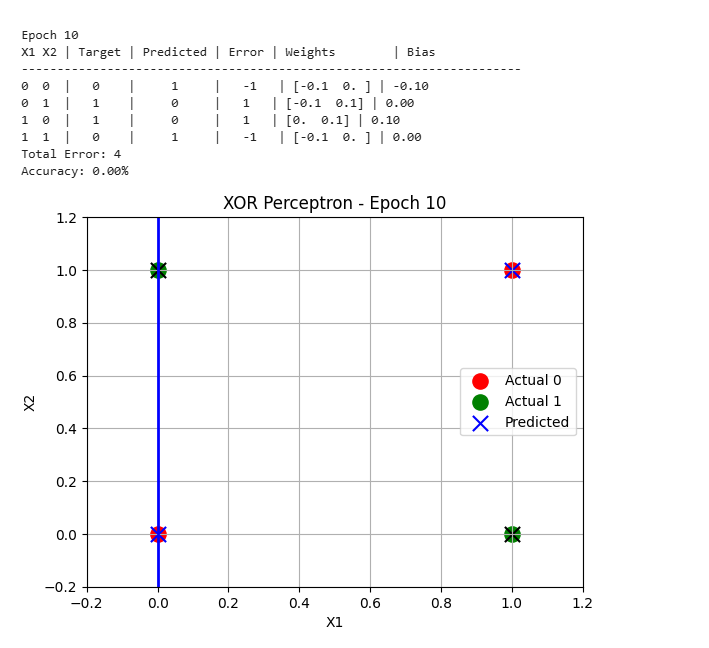 Epoch 10
X1 X2 | Target | Predicted | Error | Weights        | Bias
----------------------------------------------------------------------
0  0  |   0    |     1     |   -1   | [-0.1  0. ] | -0.10
0  1  |   1    |     0     |   1   | [-0.1  0.1] | 0.00
1  0  |   1    |     0     |   1   | [0.  0.1] | 0.10
1  1  |   0    |     1     |   -1   | [-0.1  0. ] | 0.00
Total Error: 4
Accuracy: 0.00%
XOR Perceptron - Epoch 10
1.2
1.0
0.8
0.6
0.4
0.2
0.0
−0.2
X2
Actual 0
Actual 1
Predicted
−0.2 0.0 0.2 0.4 0.6 0.8 1.0 1.2
X1